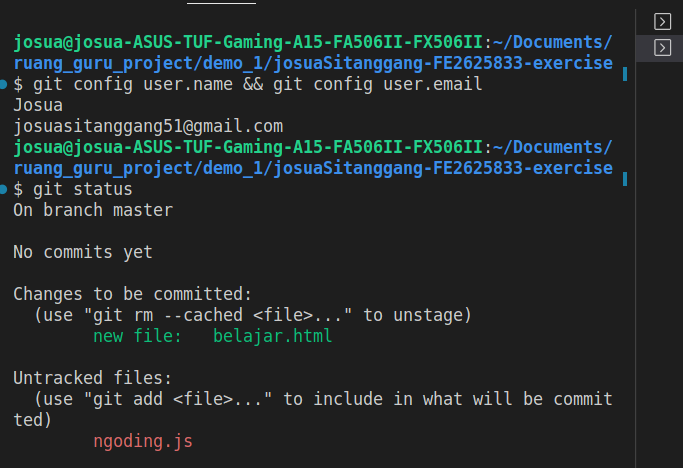 josua@josua-ASUS-TUF-Gaming-A15-FA506II-FX506II:~/Documents/
ruang_guru_project/demo_1/josuaSitanggang-FE2625833-exercise
$ git config user.name && git config user.email
Josua
josuasitanggang51@gmail.com
josua@josua-ASUS-TUF-Gaming-A15-FA506II-FX506II:~/Documents/
ruang_guru_project/demo_1/josuaSitanggang-FE2625833-exercise
$ git status
On branch master
No commits yet
Changes to be committed:
  (use "git rm --cached <file>..." to unstage)
        new file:   belajar.html
Untracked files:
  (use "git add <file>..." to include in what will be commit
ted)
        ngoding.js